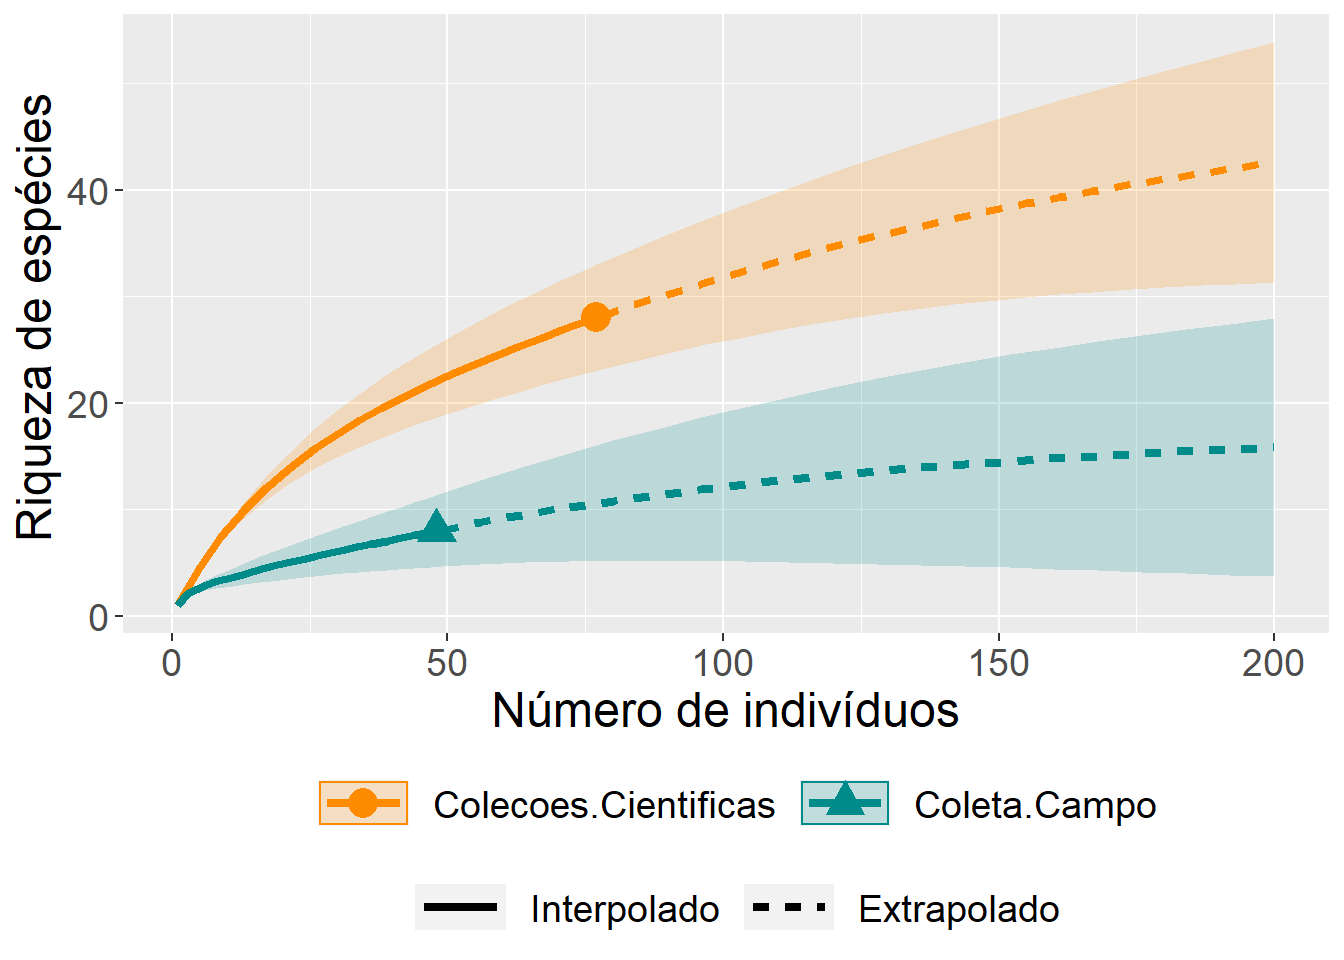 Riqueza de espécies
40
20
0
0 50 100 150 200
Número de indivíduos
Colecoes.Cientificas Coleta.Campo
Interpolado Extrapolado